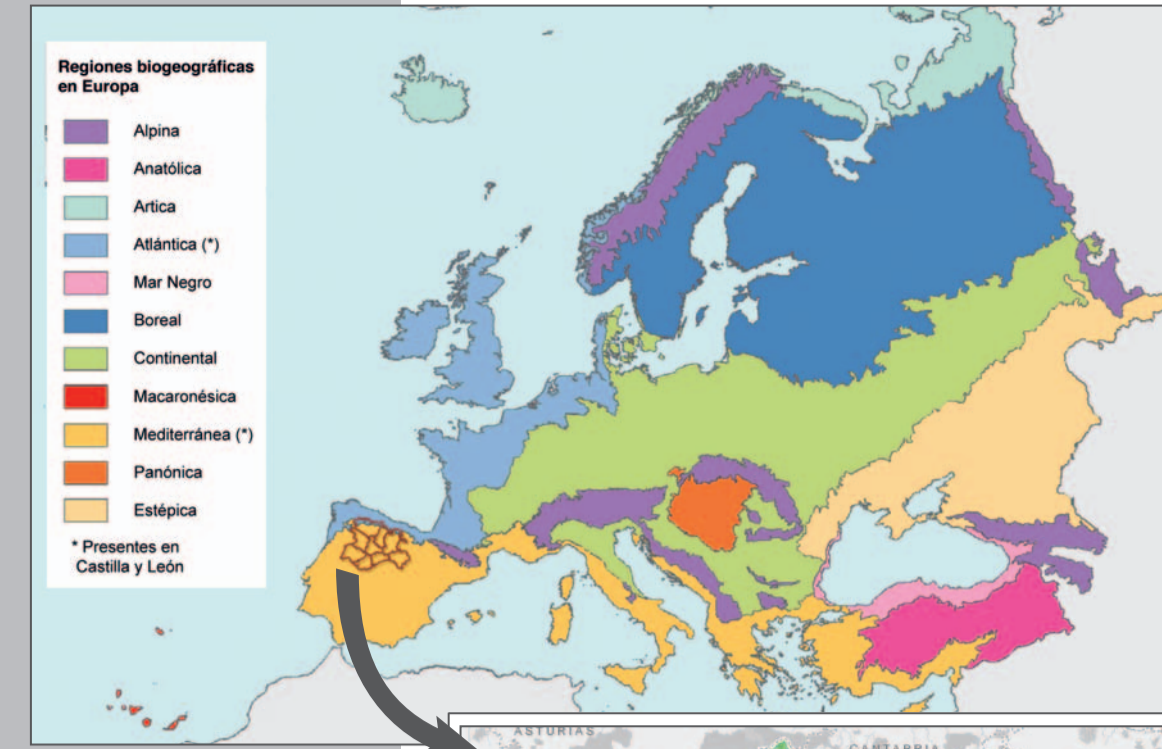 Regiones biogeográficas
en Europa
Alpina
Anatólica
Artica
Atlántica (*)
Mar Negro
Boreal
Continental
Macaronésica
Mediterránea (*)
Panónica
Estépica
* Presentes en
Castilla y León
ASTURIAS
CANTABRIA